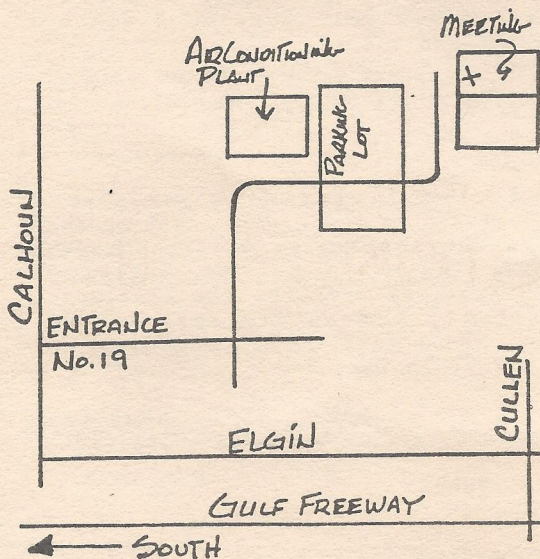 MEETING
AIR CONDITIONING
PLANT
PARKING
LOT
X
CALHOUN
ENTRANCE
No. 19
CULLEN
ELGIN
GULF FREEWAY
SOUTH